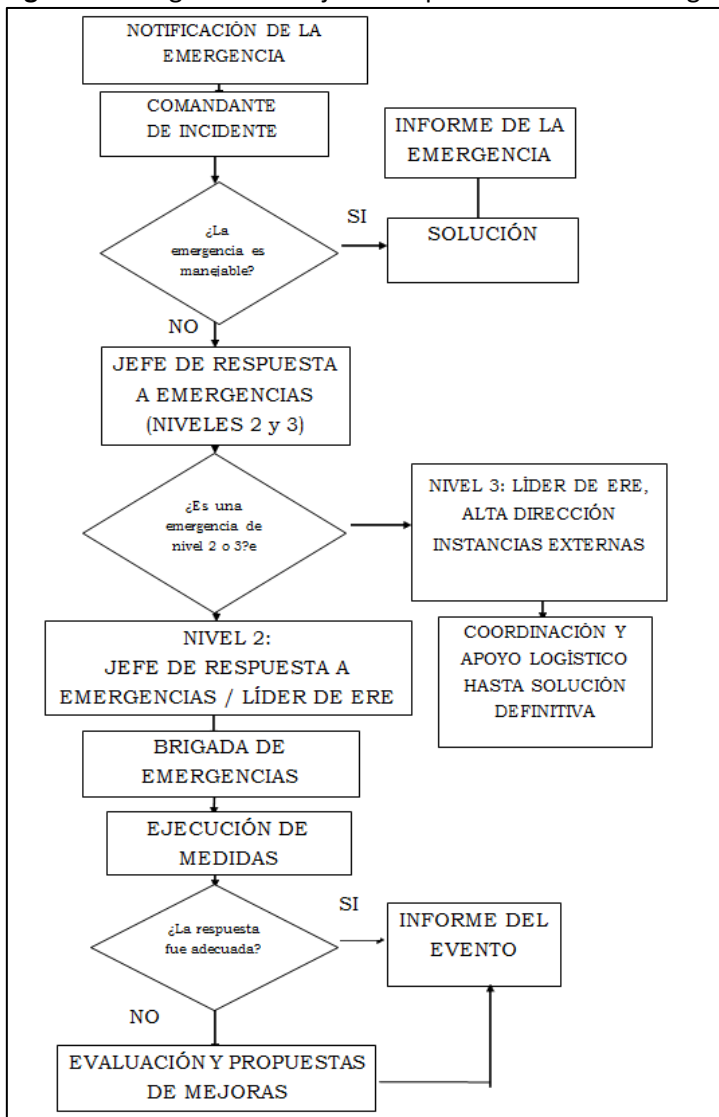 NOTIFICACIÓN DE LA
EMERGENCIA
COMANDANTE
DE INCIDENTE
INFORME DE LA
EMERGENCIA
¿La
emergencia es
manejable?
SI
SOLUCIÓN
NO
JEFE DE RESPUESTA
A EMERGENCIAS
(NIVELES 2 y 3)
¿Es una
emergencia de
nivel 2 o 3?e
NIVEL 3: LÍDER DE ERE,
ALTA DIRECCIÓN
INSTANCIAS EXTERNAS
NIVEL 2:
JEFE DE RESPUESTA A
EMERGENCIAS / LÍDER DE ERE
COORDINACIÓN Y
APOYO LOGÍSTICO
HASTA SOLUCIÓN
DEFINITIVA
BRIGADA DE
EMERGENCIAS
EJECUCIÓN DE
MEDIDAS
¿La respuesta
fue adecuada?
SI
INFORME DEL
EVENTO
NO
EVALUACIÓN Y PROPUESTAS
DE MEJORAS